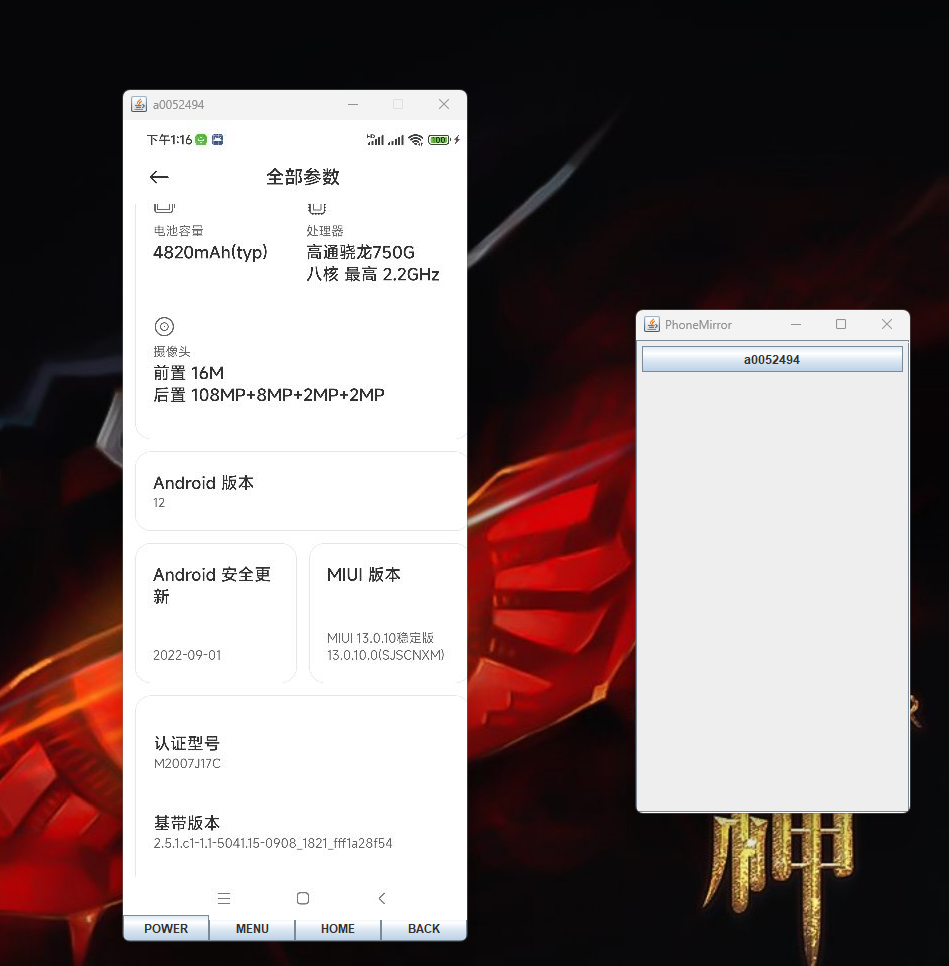 a0052494
下午1:16
HD
100
全部参数
电池容量
4820mAh(typ)
处理器
高通骁龙750G
八核 最高 2.2GHz
摄像头
前置 16M
后置 108MP+8MP+2MP+2MP
Android 版本
12
Android 安全更
新
2022-09-01
MIUI 版本
MIUI 13.0.10稳定版
13.0.10.0(SJSCNXM)
认证型号
M2007J17C
基带版本
2.5.1.c1-1.1-5041.15-0908_1821_fff1a28f54
POWER
MENU
HOME
BACK
PhoneMirror
a0052494
神